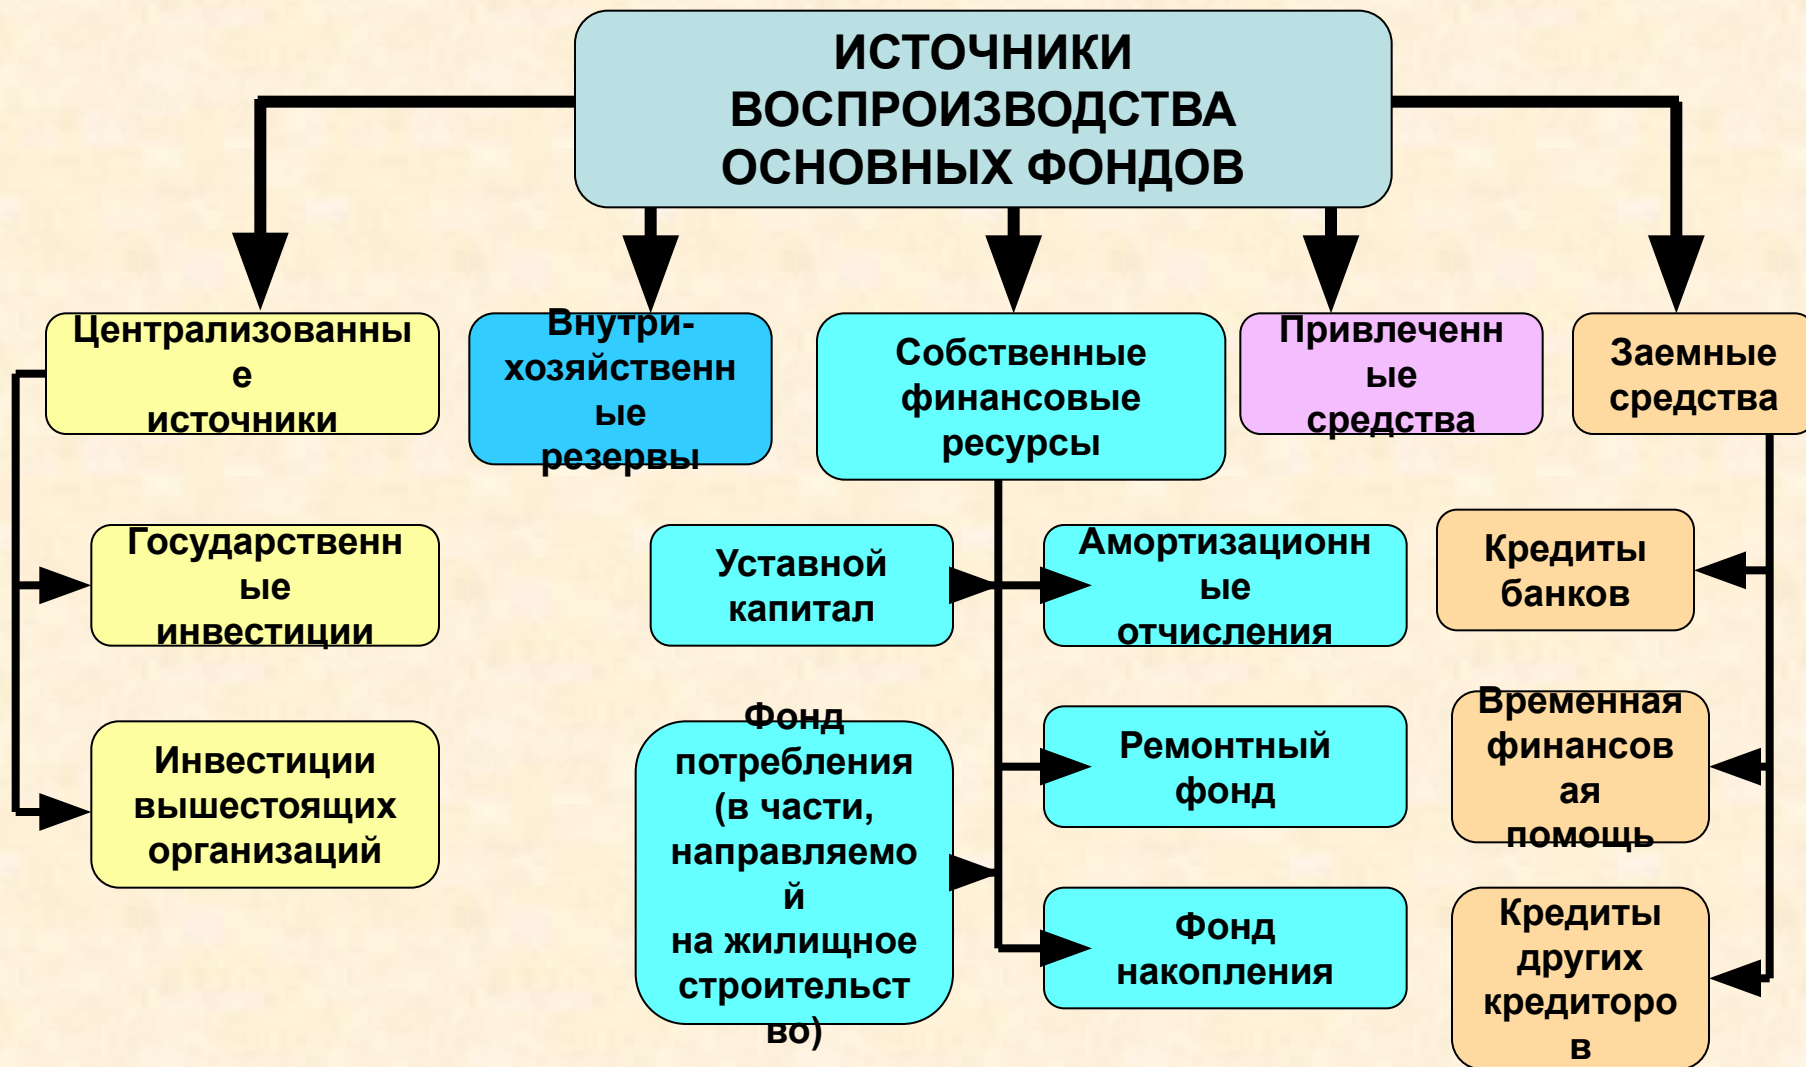 ИСТОЧНИКИ
ВОСПРОИЗВОДСТВА
ОСНОВНЫХ ФОНДОВ
Централизованны
е
источники
Внутри-
хозяйственн
ые
резервы
Собственные
финансовые
ресурсы
Привлеченн
ые
средства
Заемные
средства
Государственн
ые
инвестиции
Инвестиции
вышестоящих
организаций
Уставной
капитал
Фонд
потребления
(в части,
направляемо
й
на жилищное
строительст
во)
Амортизационн
ые
отчисления
Ремонтный
фонд
Фонд
накопления
Кредиты
банков
Временная
финансов
ая
помощь
Кредиты
других
кредиторо
в